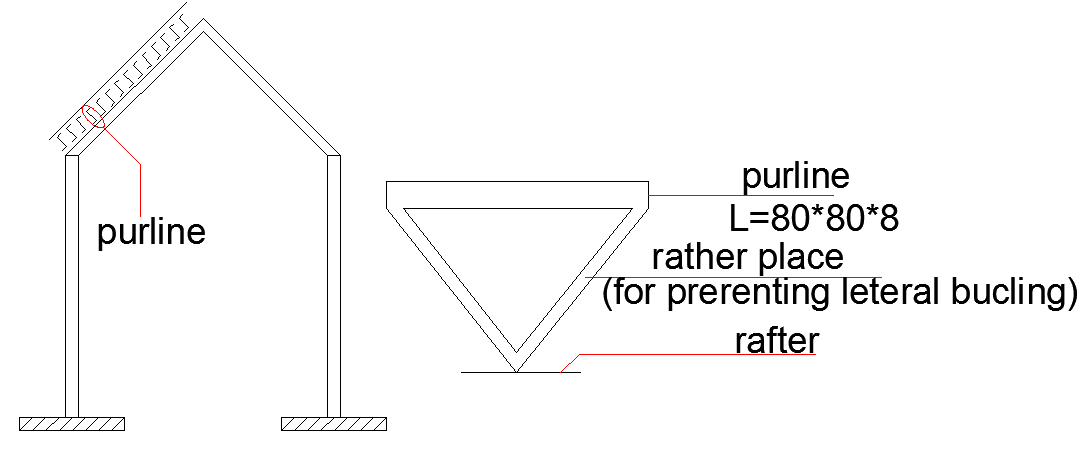 purline
purline
L=80*80*8
rather place
(for prerenting leteral bucling)
rafter